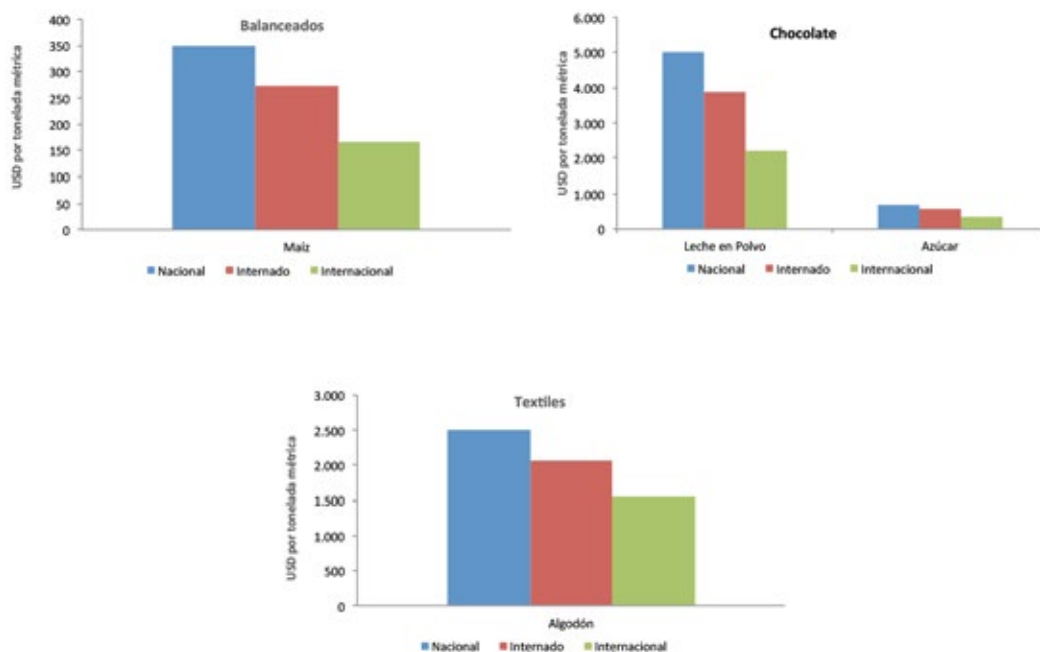 Balanceados
USD por tonelada métrica
400
350
300
250
200
150
100
50
0
Maíz
Nacional Internado Internacional
Chocolate
USD por tonelada métrica
6.000
5.000
4.000
3.000
2.000
1.000
0
Leche en Polvo Azúcar
Nacional Internado Internacional
Textiles
USD por tonelada métrica
3.000
2.500
2.000
1.500
1.000
500
0
Algodón
Nacional Internado Internacional